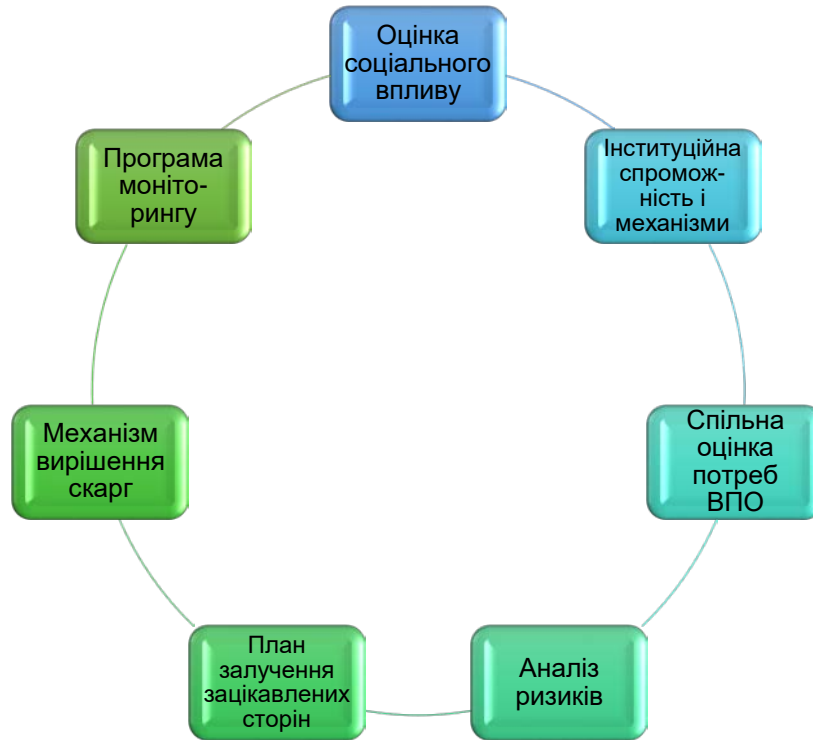 Оцінка
соціального
впливу
Інституційна
спромож-
ність і
механізми
Спільна
оцінка
потреб
ВПО
Аналіз
ризиків
План
залучення
зацікавлених
сторін
Механізм
вирішення
скарг
Програма
моніто-
рингу